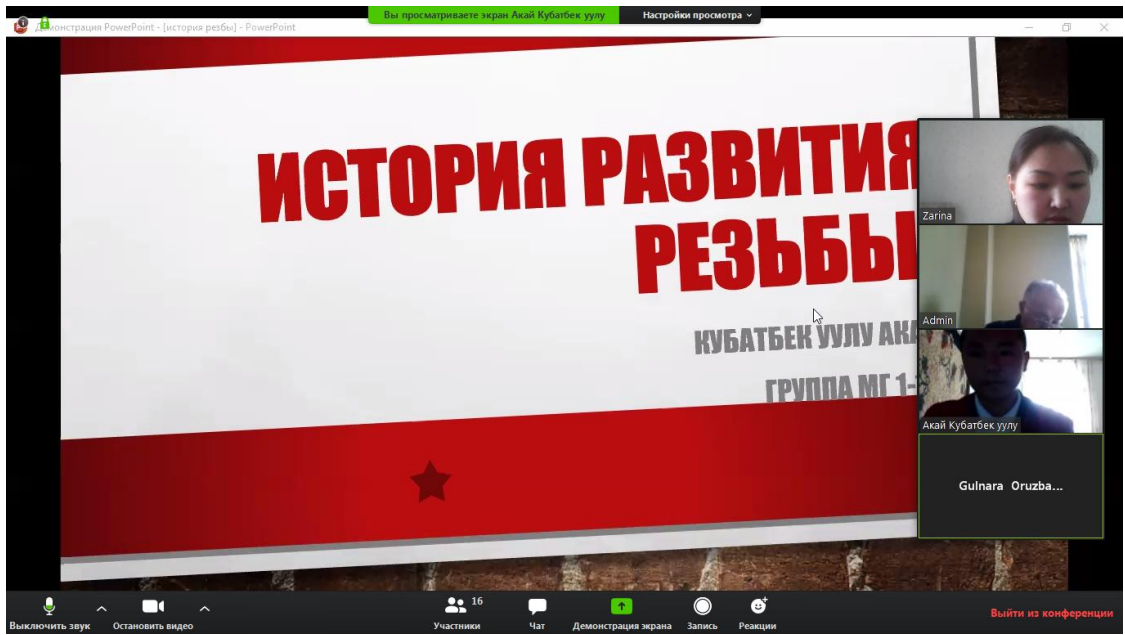 Вы просматриваете экран Акай Кубатбек уулу
Настройки просмотра
Демонстрация PowerPoint - [история резбы] - PowerPoint
ИСТОРИЯ РАЗВИТИЯ
РЕЗЬБЫ
КУБАТБЕК УУЛУ
ГРУППА МГ 1-
Zarina
Admin
Акай Кубатбек уулу
Gulnara Oruzba...
Выключить звук
Остановить видео
16
Участники
Чат
Демонстрация экрана
Запись
Реакции
Выйти из конференции